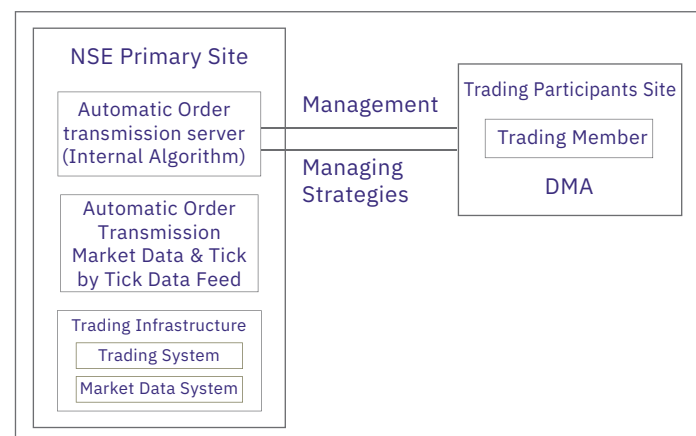 NSE Primary Site
Automatic Order
transmission server
(Internal Algorithm)
Automatic Order
Transmission
Market Data & Tick
by Tick Data Feed
Trading Infrastructure
Trading System
Market Data System
Management
Managing
Strategies
Trading Participants Site
Trading Member
DMA